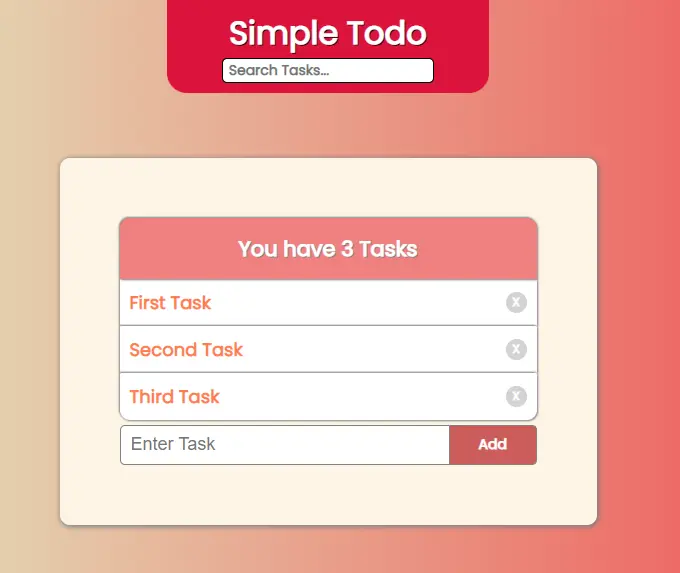 Simple Todo
Search Tasks...
You have 3 Tasks
First Task X
Second Task X
Third Task X
Enter Task Add